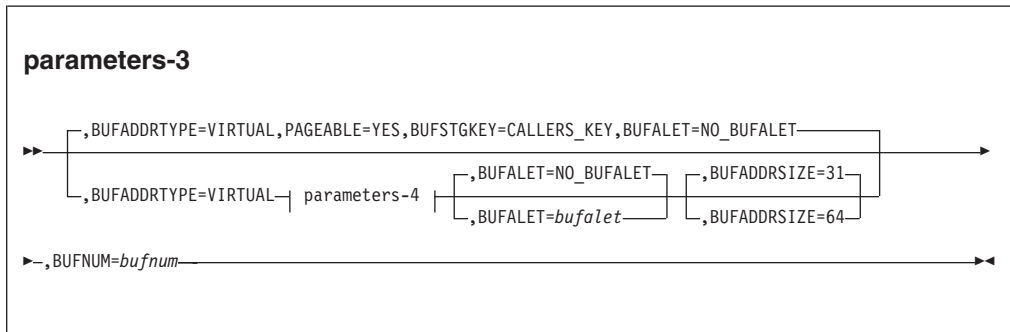 parameters-3
,BUFADDRTYPE=VIRTUAL,PAGEABLE=YES,BUFSTGKEY=CALLERS_KEY,BUFALET=NO_BUFALET
,BUFALET=NO_BUFALET ,BUFADDRSIZE=31
,BUFADDRTYPE=VIRTUAL parameters-4
,BUFALET=bufalet ,BUFADDRSIZE=64
,BUFNUM=bufnum